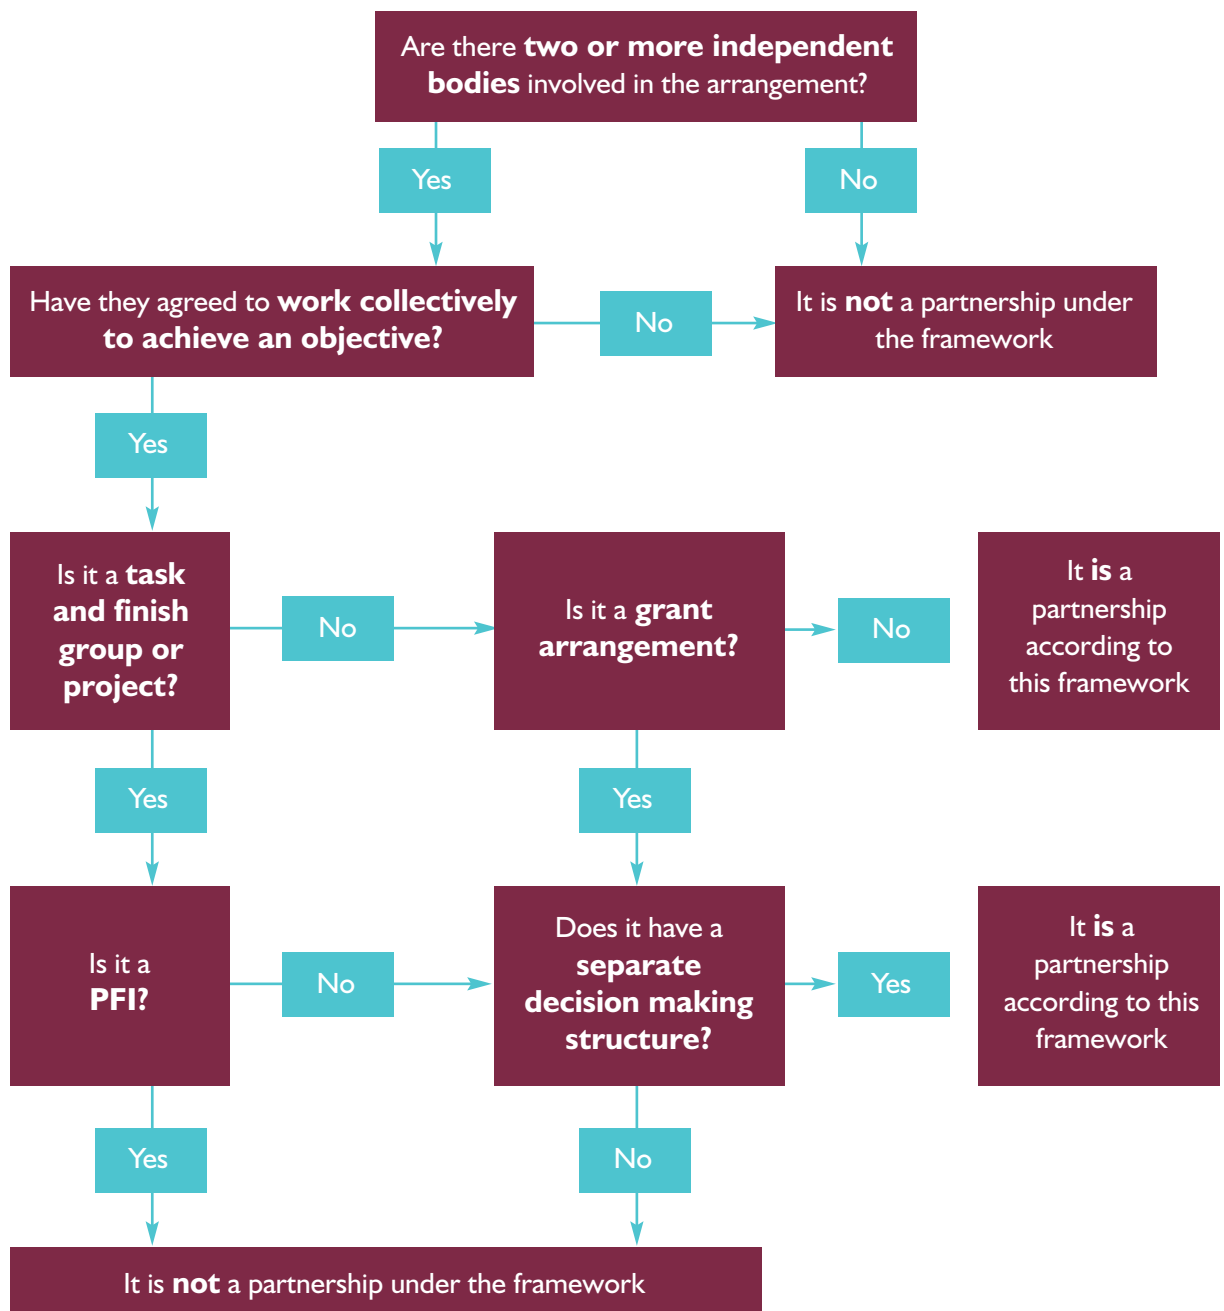 Are there two or more independent
bodies involved in the arrangement?
Yes
No
Have they agreed to work collectively
to achieve an objective?
No
It is not a partnership under
the framework
Yes
Is it a task
and finish
group or
project?
No
Is it a grant
arrangement?
No
It is a
partnership
according to
this framework
Yes
Yes
Is it a
PFI?
No
Does it have a
separate
decision making
structure?
Yes
It is a
partnership
according to this
framework
Yes
No
It is not a partnership under the framework